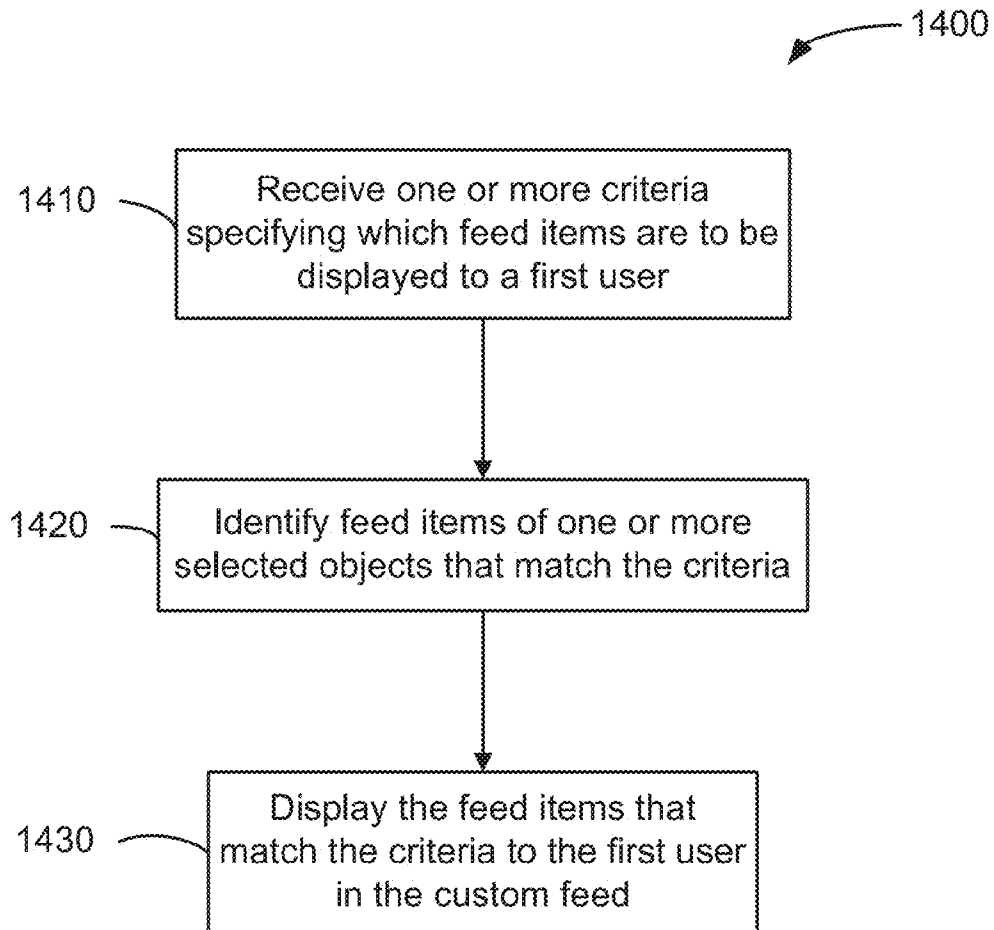 1400
1410
Receive one or more criteria
specifying which feed items are to be
displayed to a first user
1420
Identify feed items of one or more
selected objects that match the criteria
1430
Display the feed items that
match the criteria to the first user
in the custom feed